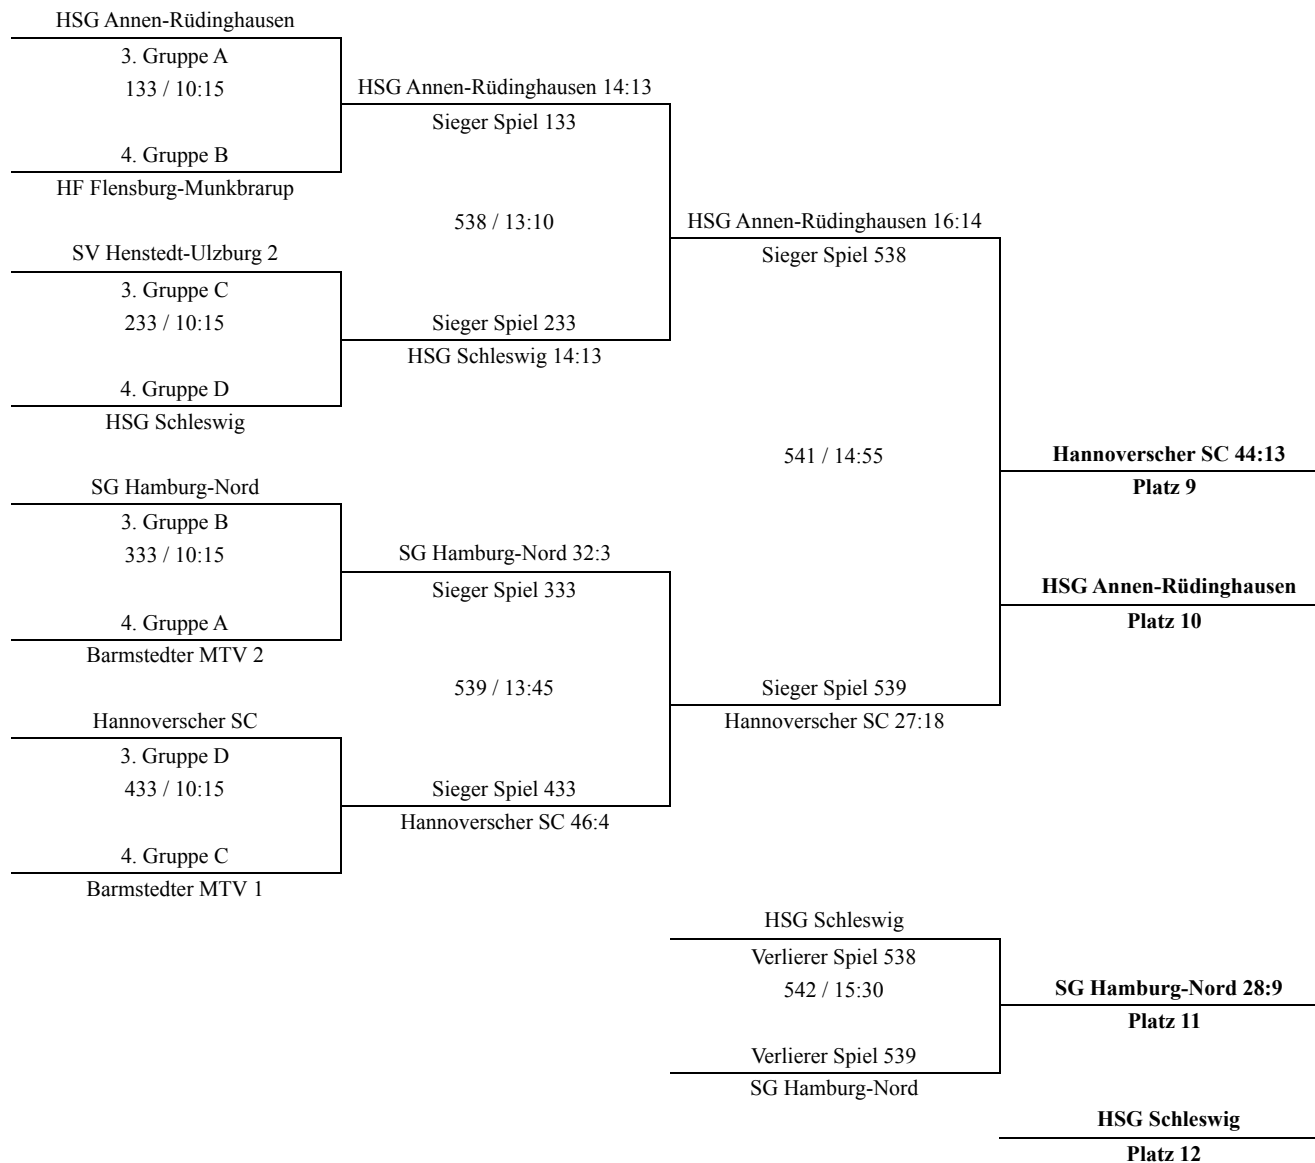 HSG Annen-Rüdinghausen
3. Gruppe A
133 / 10:15
4. Gruppe B
HF Flensburg-Munkbrarup
SV Henstedt-Ulzburg 2
3. Gruppe C
233 / 10:15
4. Gruppe D
HSG Schleswig
SG Hamburg-Nord
3. Gruppe B
333 / 10:15
4. Gruppe A
Barmstedter MTV 2
Hannoverscher SC
3. Gruppe D
433 / 10:15
4. Gruppe C
Barmstedter MTV 1
HSG Annen-Rüdinghausen 14:13
Sieger Spiel 133
538 / 13:10
Sieger Spiel 233
HSG Schleswig 14:13
SG Hamburg-Nord 32:3
Sieger Spiel 333
539 / 13:45
Sieger Spiel 433
Hannoverscher SC 46:4
HSG Annen-Rüdinghausen 16:14
Sieger Spiel 538
541 / 14:55
Sieger Spiel 539
Hannoverscher SC 27:18
Hannoverscher SC 44:13
Platz 9
HSG Annen-Rüdinghausen
Platz 10
HSG Schleswig
Verlierer Spiel 538
542 / 15:30
Verlierer Spiel 539
SG Hamburg-Nord
SG Hamburg-Nord 28:9
Platz 11
HSG Schleswig
Platz 12